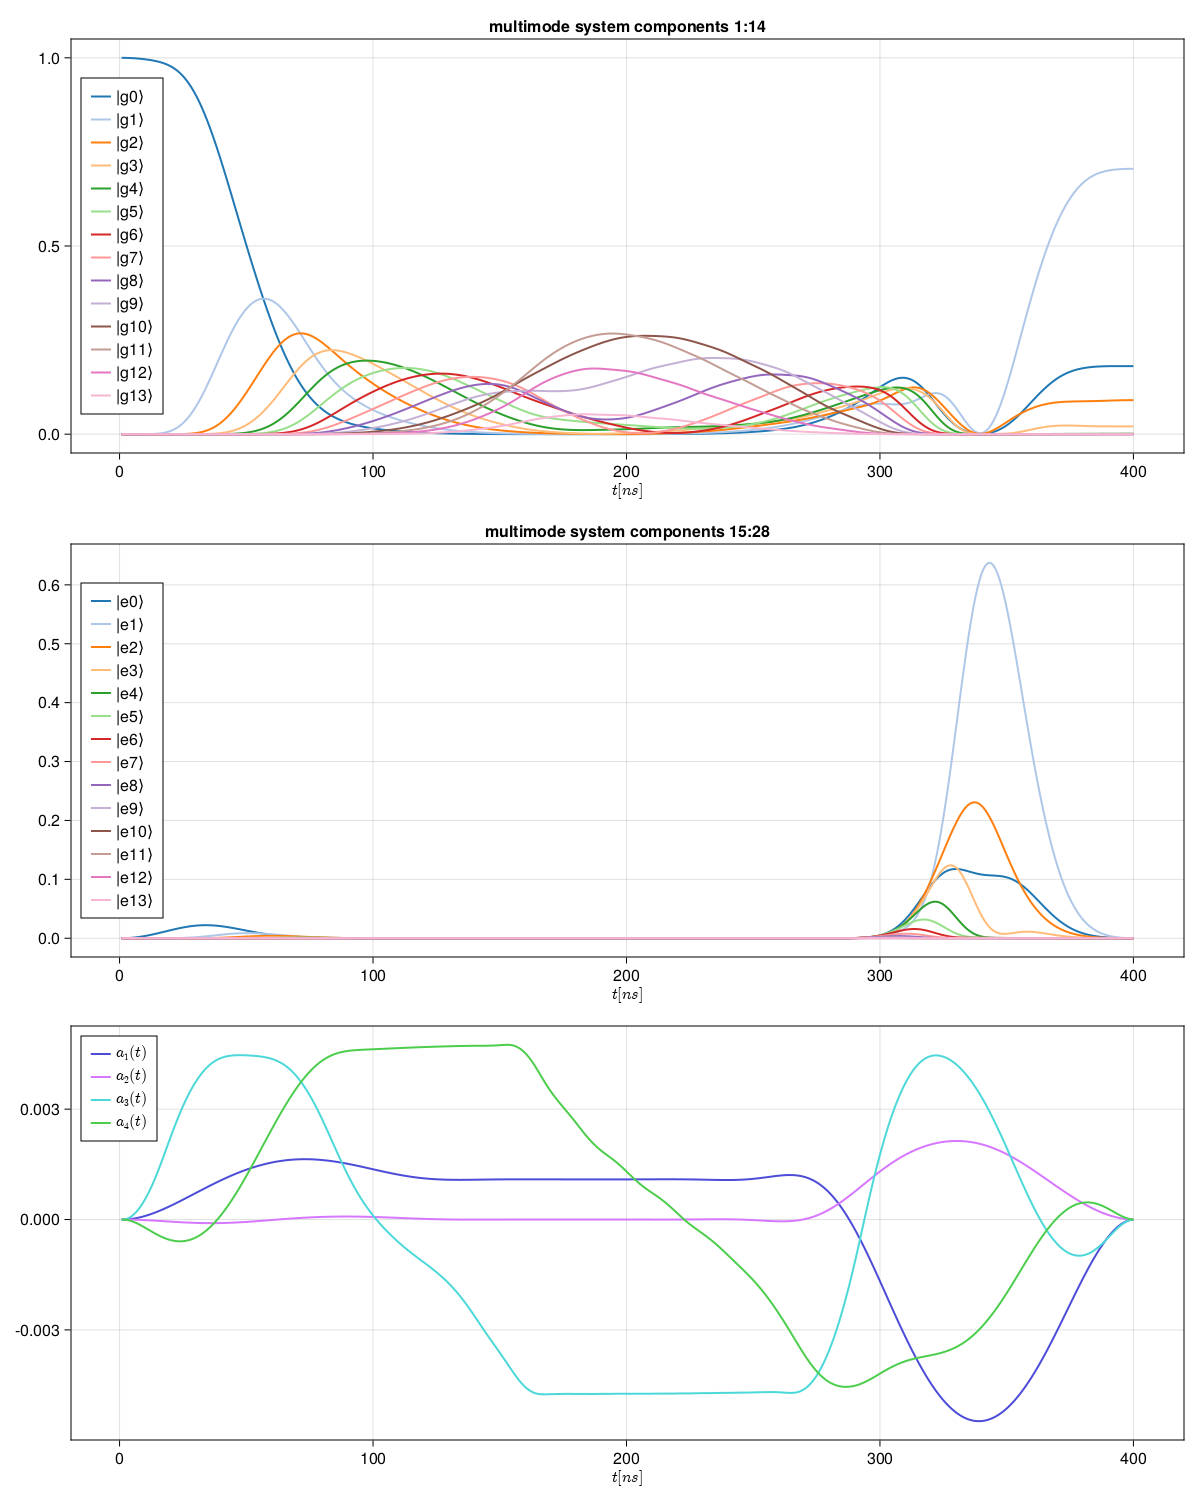 multimode system components 1:14
1.0
0.5
0.0
|g0⟩
|g1⟩
|g2⟩
|g3⟩
|g4⟩
|g5⟩
|g6⟩
|g7⟩
|g8⟩
|g9⟩
|g10⟩
|g11⟩
|g12⟩
|g13⟩
0 100 200 300 400
t[ns]
multimode system components 15:28
0.6
0.5
0.4
0.3
0.2
0.1
0.0
|e0⟩
|e1⟩
|e2⟩
|e3⟩
|e4⟩
|e5⟩
|e6⟩
|e7⟩
|e8⟩
|e9⟩
|e10⟩
|e11⟩
|e12⟩
|e13⟩
0 100 200 300 400
t[ns]
0.003
0.000
-0.003
a₁(t)
a₂(t)
a₃(t)
a₄(t)
0 100 200 300 400
t[ns]